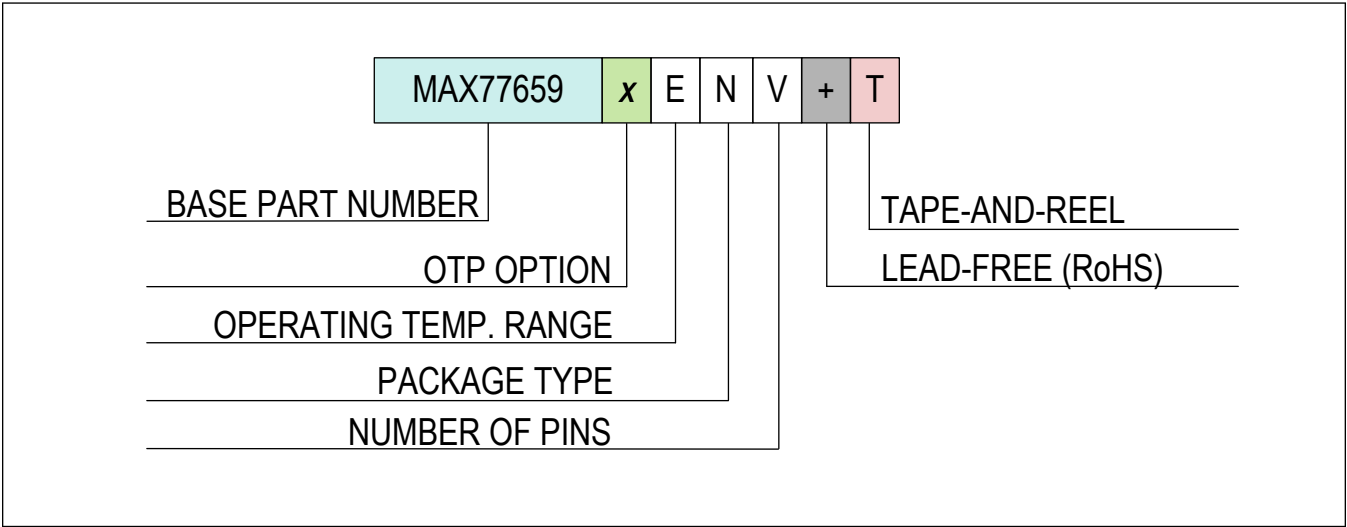 MAX77659 x E N V + T
BASE PART NUMBER
TAPE-AND-REEL
OTP OPTION
LEAD-FREE (RoHS)
OPERATING TEMP. RANGE
PACKAGE TYPE
NUMBER OF PINS